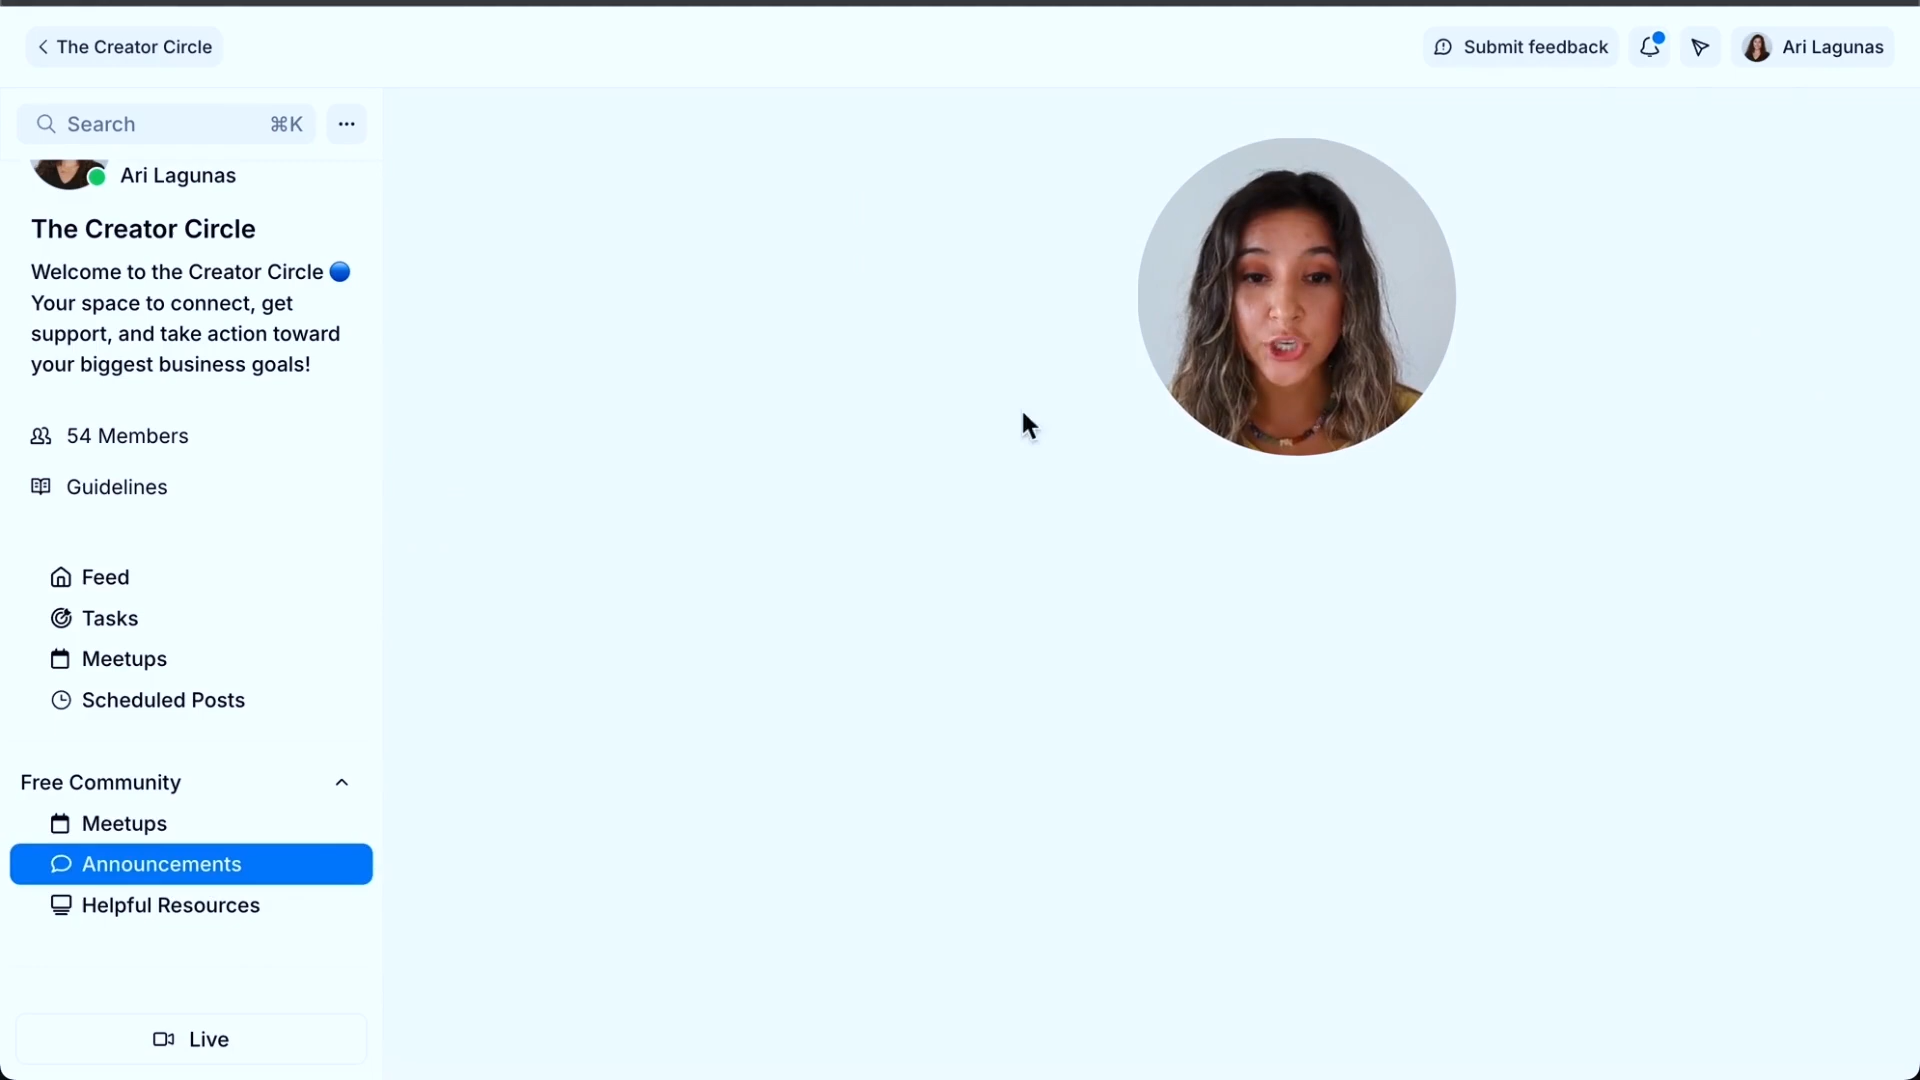 The Creator Circle
Submit feedback
Ari Lagunas
Search ⌘K
Ari Lagunas
The Creator Circle
Welcome to the Creator Circle
Your space to connect, get
support, and take action toward
your biggest business goals!
54 Members
Guidelines
Feed
Tasks
Meetups
Scheduled Posts
Free Community
Meetups
Announcements
Helpful Resources
Live